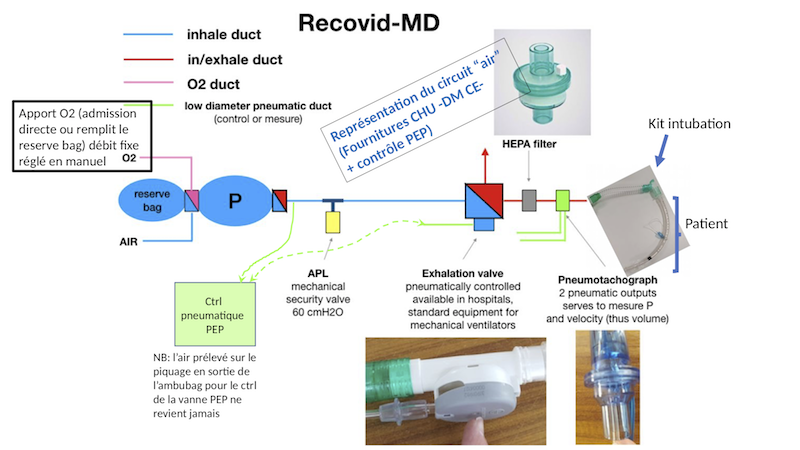 Recovid-MD
inhale duct
in/exhale duct
O2 duct
low diameter pneumatic duct
(control or mesure)
Apport O2 (admission
directe ou remplit le
reserve bag) débit fixe
réglé en manuel
O2
Représentation du circuit “air”
(Fournitures CHU -DM CE-
+ contrôle PEP)
HEPA filter
Kit intubation
reserve
bag
P
AIR
Patient
APL
mechanical
security valve
60 cmH2O
Exhalation valve
pneumatically controlled
available in hospitals,
standard equipment for
mechanical ventilators
Pneumotachograph
2 pneumatic outputs
serves to mesure P
and velocity (thus volume)
Ctrl
pneumatique
PEP
NB: l’air prélevé sur le
piquage en sortie de
l’ambubag pour le ctrl
de la vanne PEP ne
revient jamais